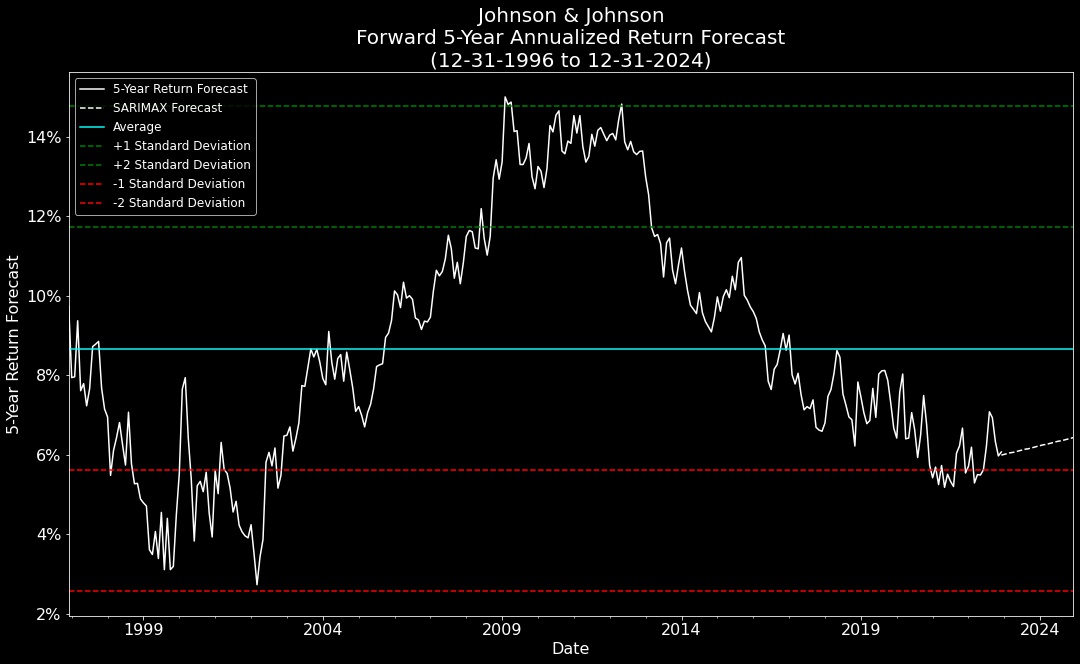 Johnson & Johnson
Forward 5-Year Annualized Return Forecast
(12-31-1996 to 12-31-2024)
5-Year Return Forecast
SARIMAX Forecast
Average
+1 Standard Deviation
+2 Standard Deviation
-1 Standard Deviation
-2 Standard Deviation
14%
12%
10%
8%
6%
4%
2%
5-Year Return Forecast
1999
2004
2009
2014
2019
2024
Date